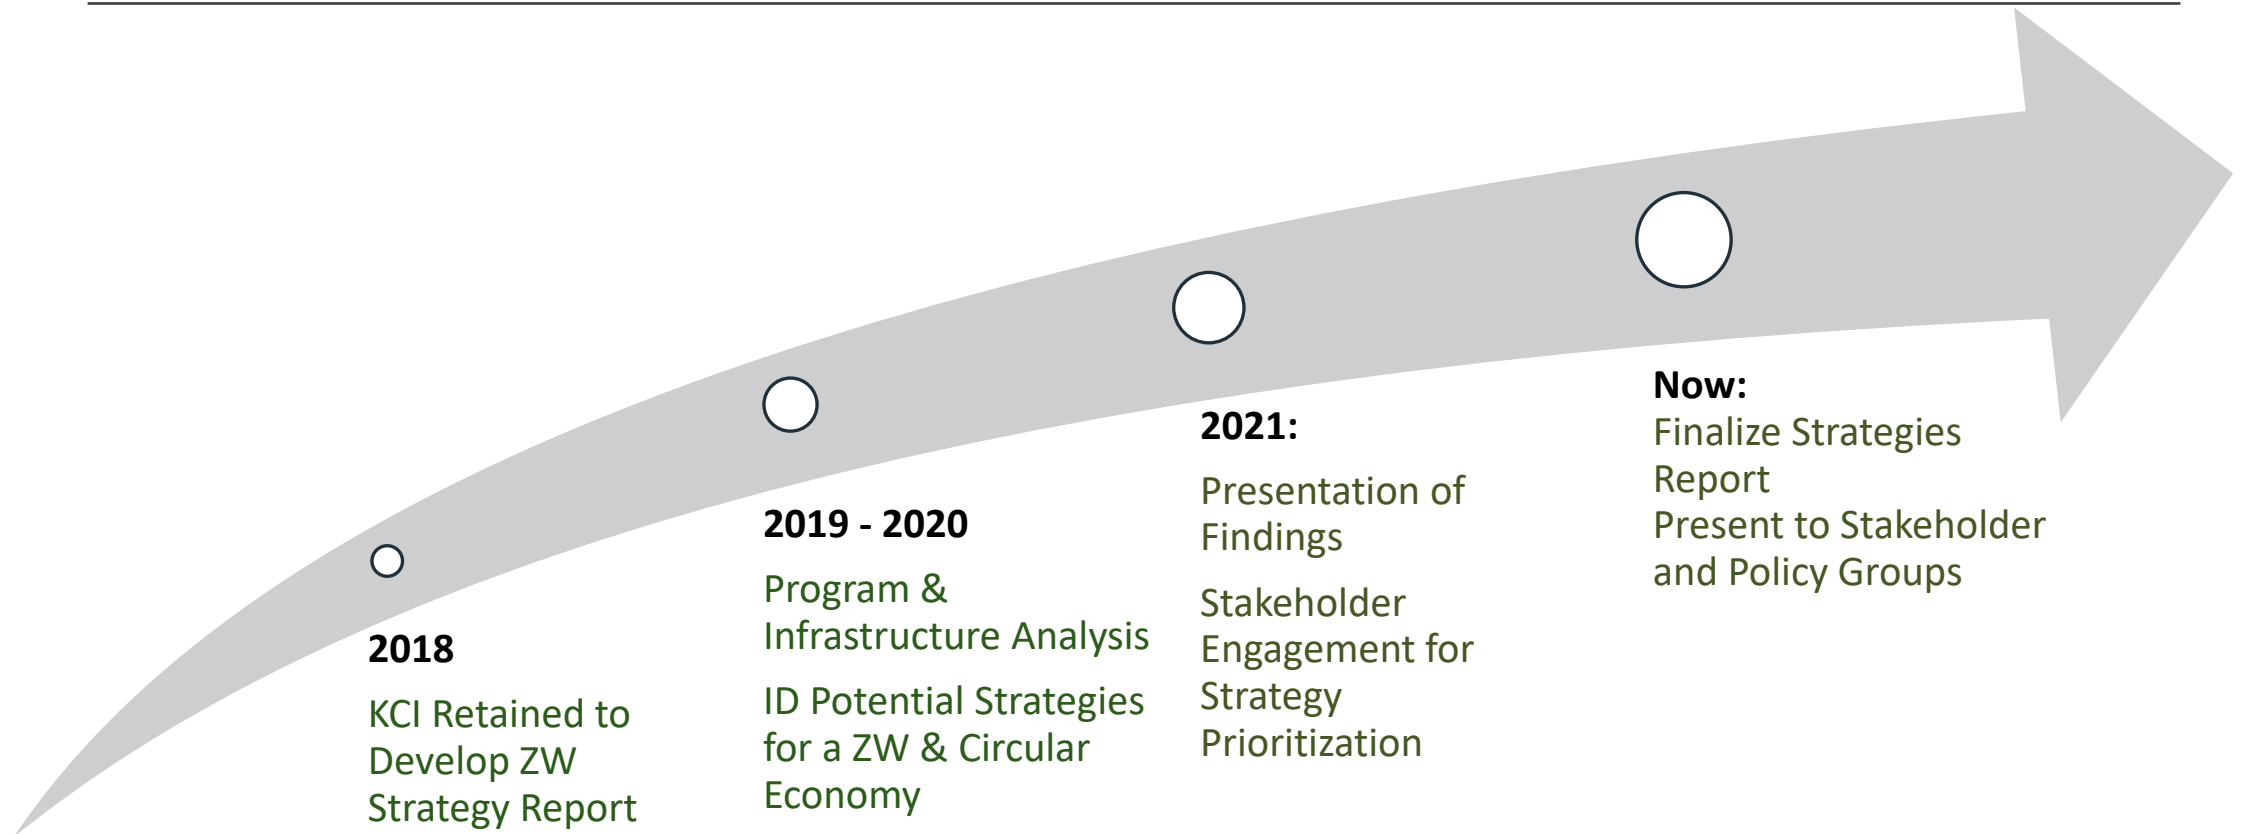 2018
KCI Retained to
Develop ZW
Strategy Report
2019 - 2020
Program &
Infrastructure Analysis
ID Potential Strategies
for a ZW & Circular
Economy
2021:
Presentation of
Findings
Stakeholder
Engagement for
Strategy
Prioritization
Now:
Finalize Strategies
Report
Present to Stakeholder
and Policy Groups